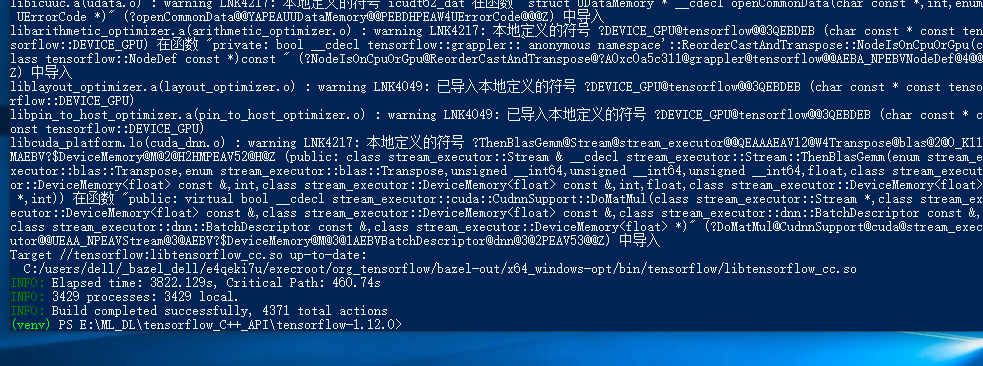 libicuuc.a(udata.o) : warning LNK4217: 本地定义的符号 icudt62_dat 在函数 "struct UDataMemory * __cdecl openCommonData(char const *,int,enum
 UErrorCode *)" (?openCommonData@@YAPEAUUDataMemory@@PEBDHPEAW4UErrorCode@@@Z) 中导入
libarithmetic_optimizer.a(arithmetic_optimizer.o) : warning LNK4217: 本地定义的符号 ?DEVICE_GPU@tensorflow@@3QEBDEB (char const * const tens
orflow::DEVICE_GPU) 在函数 "private: bool __cdecl tensorflow::grappler::`anonymous namespace'::ReorderCastAndTranspose::NodeIsOnCpuOrGpu(c
lass tensorflow::NodeDef const *)const " (?NodeIsOnCpuOrGpu@ReorderCastAndTranspose@?A0xc0a5c311@grappler@tensorflow@@AEBA_NPEBVNodeDef@4@@
Z) 中导入
liblayout_optimizer.a(layout_optimizer.o) : warning LNK4049: 已导入本地定义的符号 ?DEVICE_GPU@tensorflow@@3QEBDEB (char const * const tenso
rflow::DEVICE_GPU)
libpin_to_host_optimizer.a(pin_to_host_optimizer.o) : warning LNK4049: 已导入本地定义的符号 ?DEVICE_GPU@tensorflow@@3QEBDEB (char const * c
onst tensorflow::DEVICE_GPU)
libcuda_platform.lo(cuda_dnn.o) : warning LNK4217: 本地定义的符号 ?ThenBlasGemm@Stream@stream_executor@@QEAAAEAV12@W4Transpose@blas@2@0_K11
MAEBV?$DeviceMemory@M@2@H2HMPEAV52@H@Z (public: class stream_executor::Stream & __cdecl stream_executor::Stream::ThenBlasGemm(enum stream_e
xecutor::blas::Transpose,enum stream_executor::blas::Transpose,unsigned __int64,unsigned __int64,unsigned __int64,float,class stream_execut
or::DeviceMemory<float> const &,int,class stream_executor::DeviceMemory<float> const &,int,float,class stream_executor::DeviceMemory<float>
 *,int)) 在函数 "public: virtual bool __cdecl stream_executor::cuda::CudnnSupport::DoMatMul(class stream_executor::Stream *,class stream_ex
ecutor::DeviceMemory<float> const &,class stream_executor::DeviceMemory<float> const &,class stream_executor::dnn::BatchDescriptor const &,
class stream_executor::dnn::BatchDescriptor const &,class stream_executor::DeviceMemory<float> *)" (?DoMatMul@CudnnSupport@cuda@stream_exec
utor@@UEAA_NPEAVStream@3@AEBV?$DeviceMemory@M@3@1AEBVBatchDescriptor@dnn@3@2PEAV53@@Z) 中导入
Target //tensorflow:libtensorflow_cc.so up-to-date:
  C:/users/dell/_bazel_dell/e4qeki7u/execroot/org_tensorflow/bazel-out/x64_windows-opt/bin/tensorflow/libtensorflow_cc.so
INFO: Elapsed time: 3822.129s, Critical Path: 460.74s
INFO: 3429 processes: 3429 local.
INFO: Build completed successfully, 4371 total actions
(venv) PS E:\ML_DL\tensorflow_C++_API\tensorflow-1.12.0>